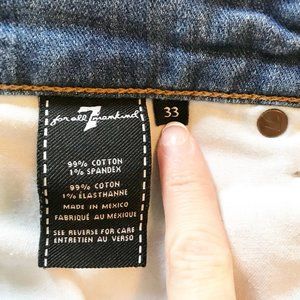 7
for all mankind
33
99% COTTON
1% SPANDEX
99% COTON
1% ÉLASTHANNE
MADE IN MEXICO
FABRIQUÉ AU MEXIQUE
SEE REVERSE FOR CARE
ENTRETIEN AU VERSO